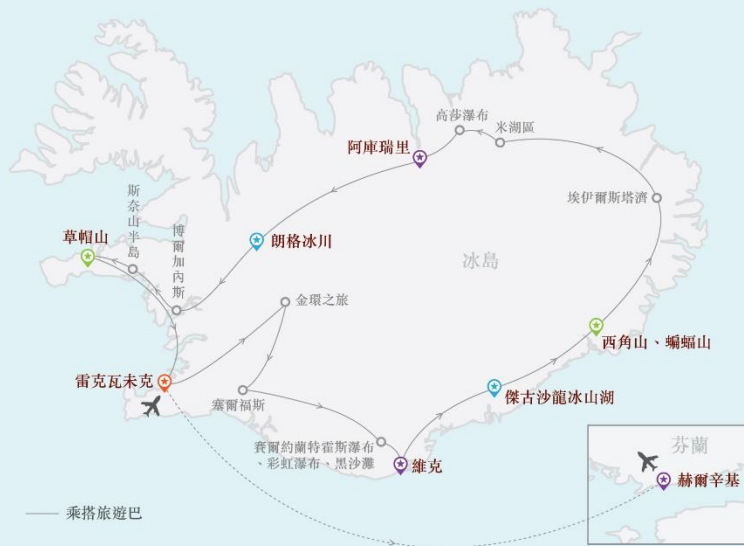 高莎瀑布
米湖區
阿庫瑞里
埃伊爾斯塔濟
斯奈山半島
博爾加內斯
草帽山
朗格冰川
冰島
金環之旅
西角山、蝙蝠山
雷克瓦未克
傑古沙龍冰山湖
塞爾福斯
賽爾約蘭特霍斯瀑布
、彩虹瀑布、黑沙灘
維克
芬蘭
赫爾辛基
乘搭旅遊巴